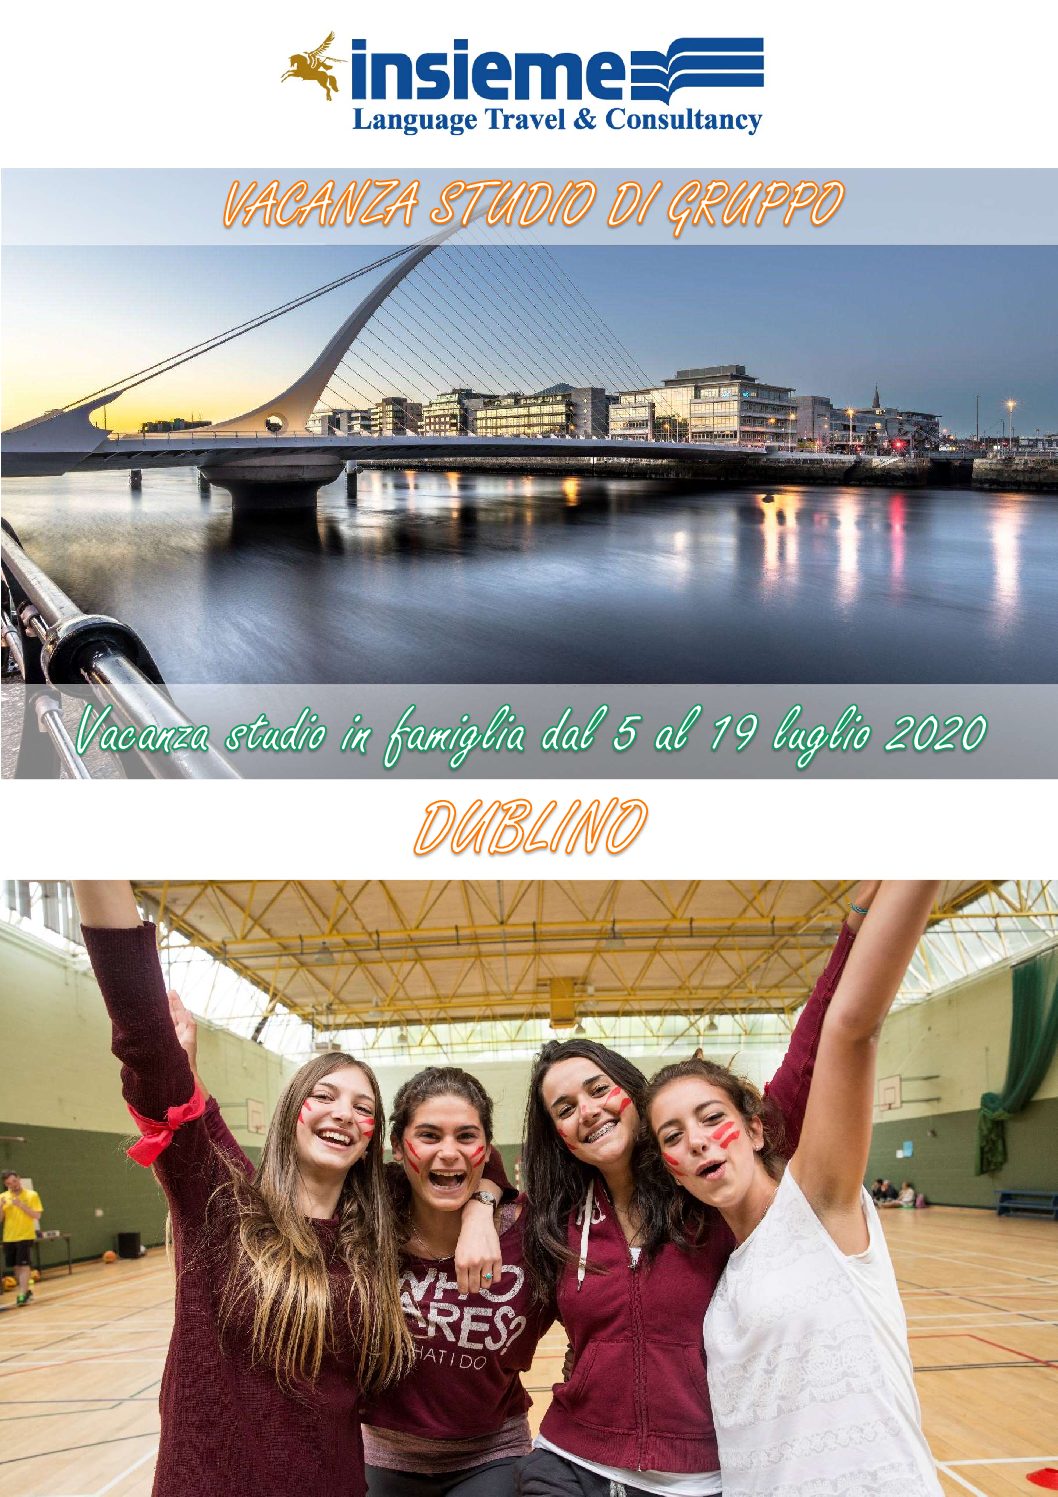 insieme
Language Travel & Consultancy
VACANZA STUDIO DI GRUPPO
Vacanza studio in famiglia dal 5 al 19 luglio 2020
DUBLINO
WHO
CARES?
THAT I DO